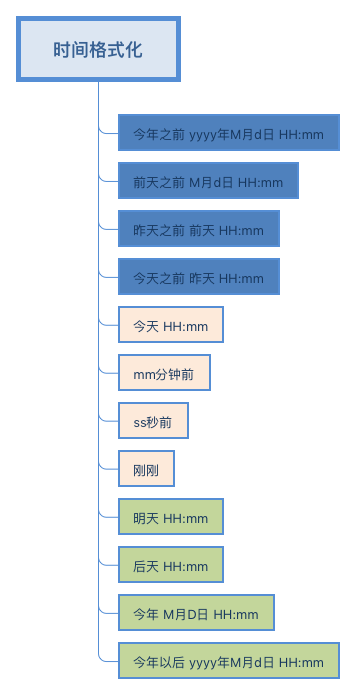 时间格式化
今年之前 yyyy年M月d日 HH:mm
前天之前 M月d日 HH:mm
昨天之前 前天 HH:mm
今天之前 昨天 HH:mm
今天 HH:mm
mm分钟前
ss秒前
刚刚
明天 HH:mm
后天 HH:mm
今年 M月D日 HH:mm
今年以后 yyyy年M月d日 HH:mm